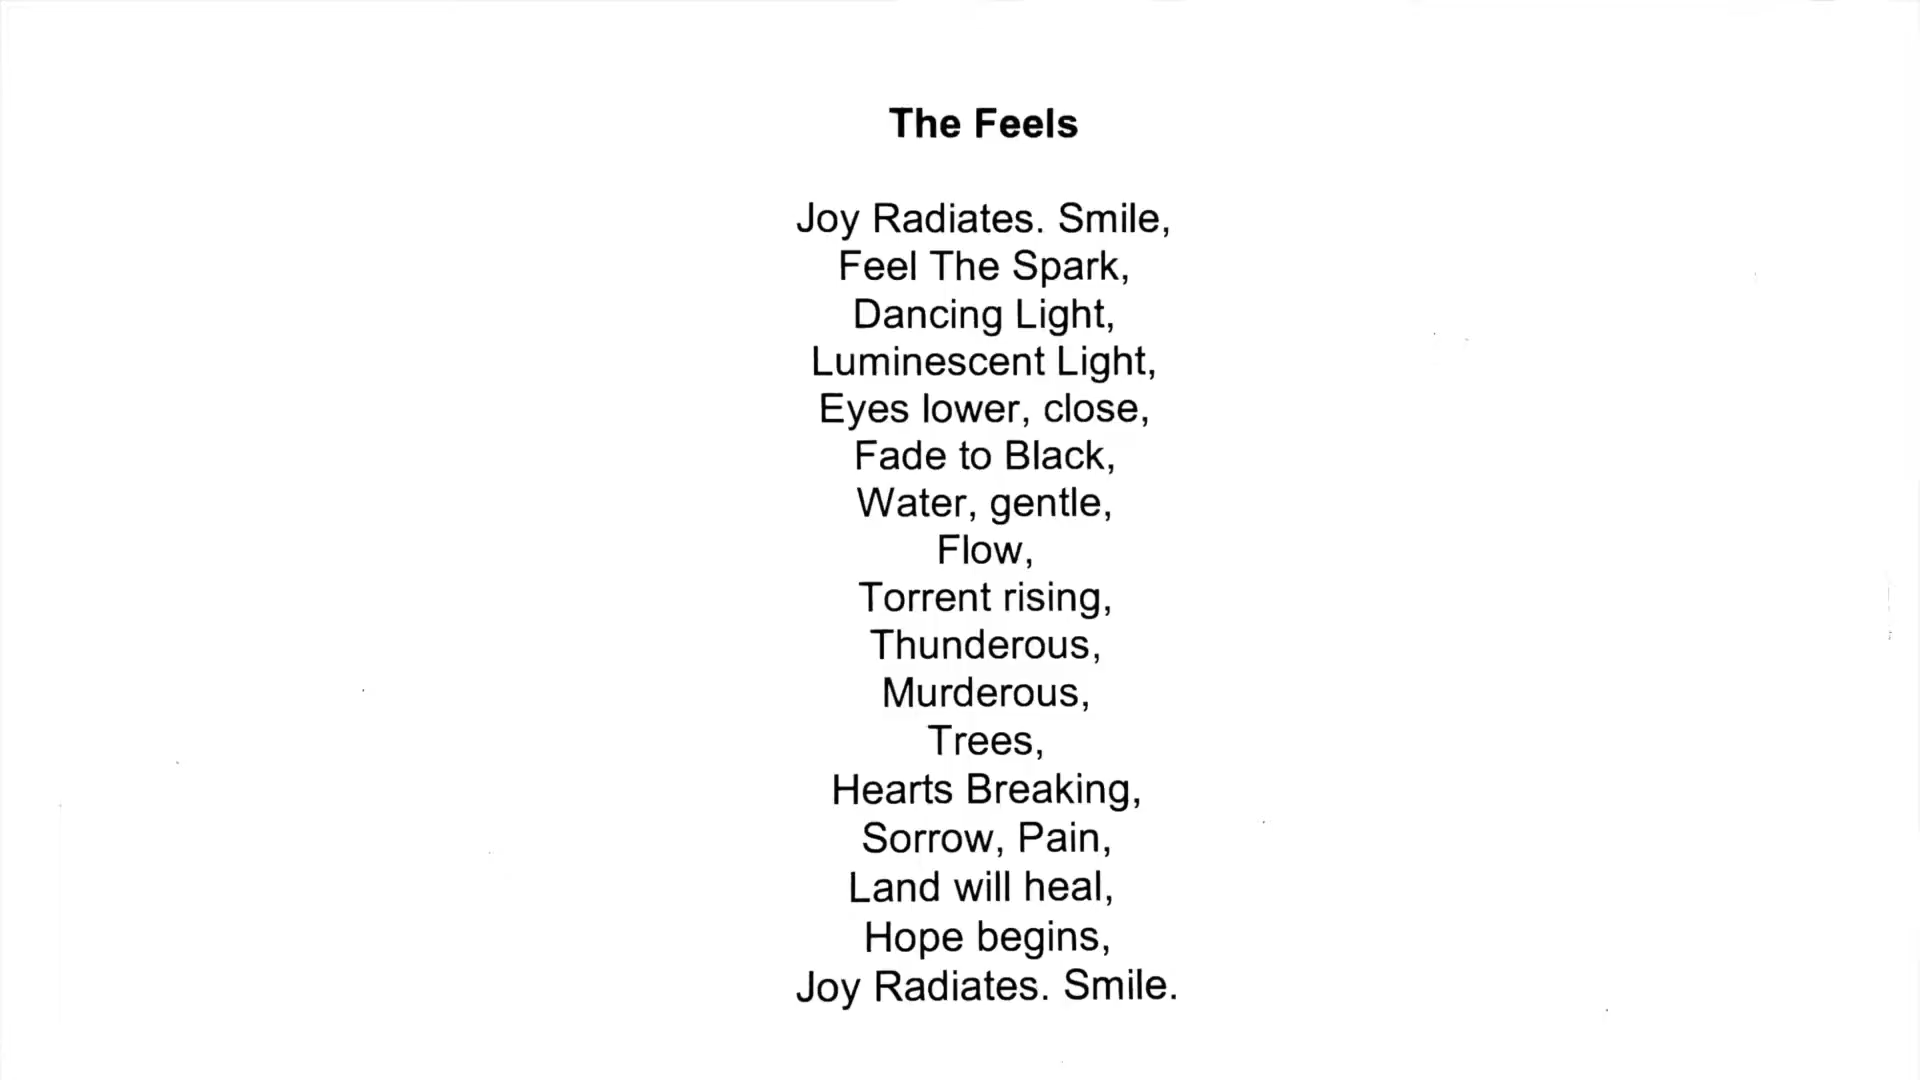 The Feels
Joy Radiates. Smile,
Feel The Spark,
Dancing Light,
Luminescent Light,
Eyes lower, close,
Fade to Black,
Water, gentle,
Flow,
Torrent rising,
Thunderous,
Murderous,
Trees,
Hearts Breaking,
Sorrow, Pain,
Land will heal,
Hope begins,
Joy Radiates. Smile.